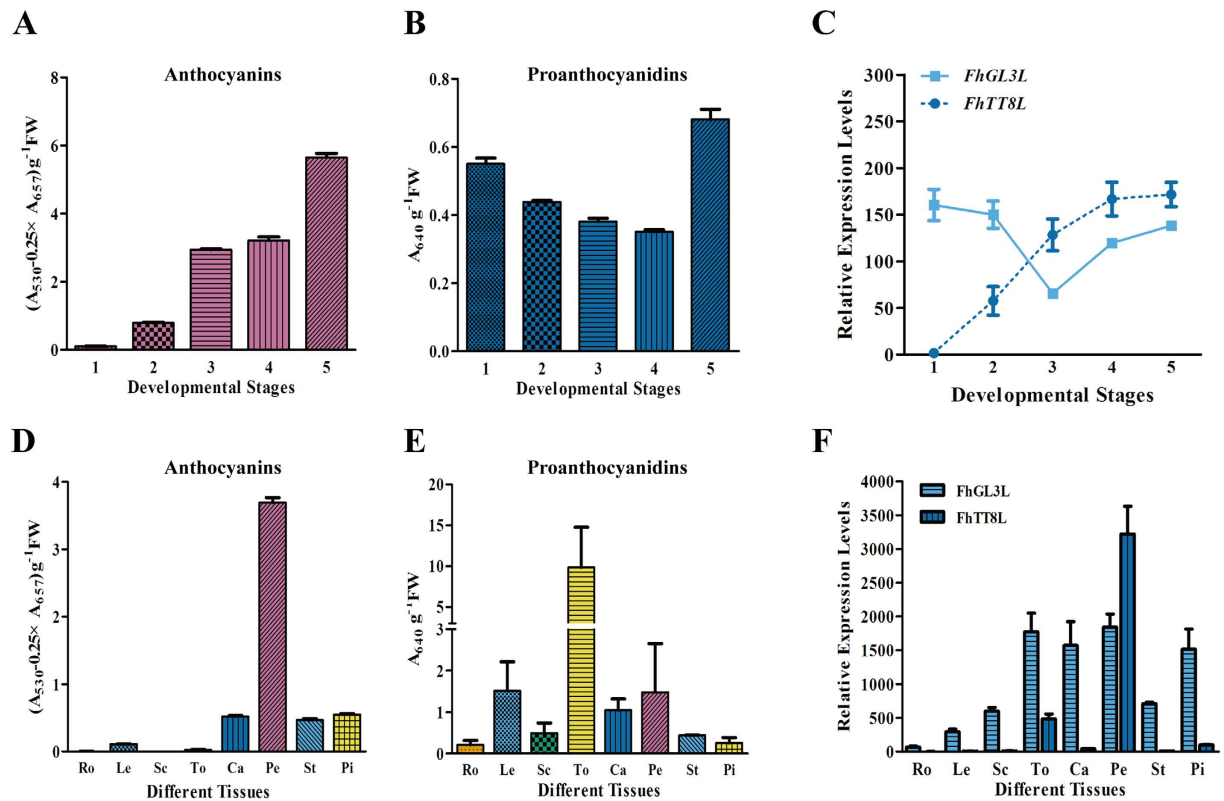 A
Anthocyanins
(A530-0.25× A657)g-1FW
8
6
4
2
0
1 2 3 4 5
Developmental Stages
B
Proanthocyanidins
A640 g-1FW
0.8
0.6
0.4
0.2
0.0
1 2 3 4 5
Developmental Stages
C
FhGL3L
FhTT8L
Relative Expression Levels
300
250
200
150
100
50
0
1 2 3 4 5
Developmental Stages
D
Anthocyanins
(A530-0.25× A657)g-1FW
4
3
2
1
0
Ro Le Sc To Ca Pe St Pi
Different Tissues
E
Proanthocyanidins
A640 g-1FW
20
15
10
5
3
2
1
0
Ro Le Sc To Ca Pe St Pi
Different Tissues
F
FhGL3L
FhTT8L
Relative Expression Levels
4000
3500
3000
2500
2000
1500
1000
500
0
Ro Le Sc To Ca Pe St Pi
Different Tissues